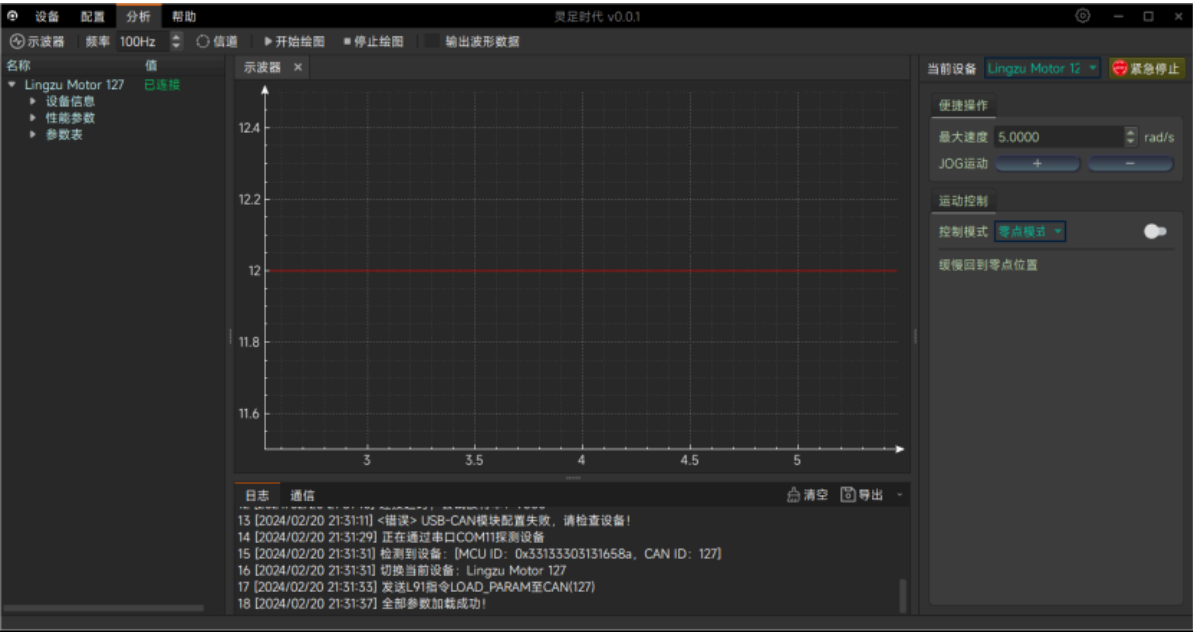 设备 配置 分析 帮助 灵足时代 v0.0.1
示波器 频率 100Hz 信道 开始绘图 停止绘图 输出波形数据
名称 值
Lingzu Motor 127 已连接
设备信息
性能参数
参数表
示波器 ×
12.4
12.2
12
11.8
11.6
3 3.5 4 4.5 5
日志 通信 清空 导出
13 [2024/02/20 21:31:11] <错误> USB-CAN模块配置失败，请检查设备！
14 [2024/02/20 21:31:29] 正在通过串口COM11探测设备
15 [2024/02/20 21:31:31] 检测到设备：[MCU ID：0x33133303131658a，CAN ID：127]
16 [2024/02/20 21:31:31] 切换当前设备：Lingzu Motor 127
17 [2024/02/20 21:31:33] 发送L91指令LOAD_PARAM至CAN(127)
18 [2024/02/20 21:31:37] 全部参数加载成功！
当前设备 Lingzu Motor 12 紧急停止
便捷操作
最大速度 5.0000 rad/s
JOG运动 + −
运动控制
控制模式 零点模式
缓慢回到零点位置